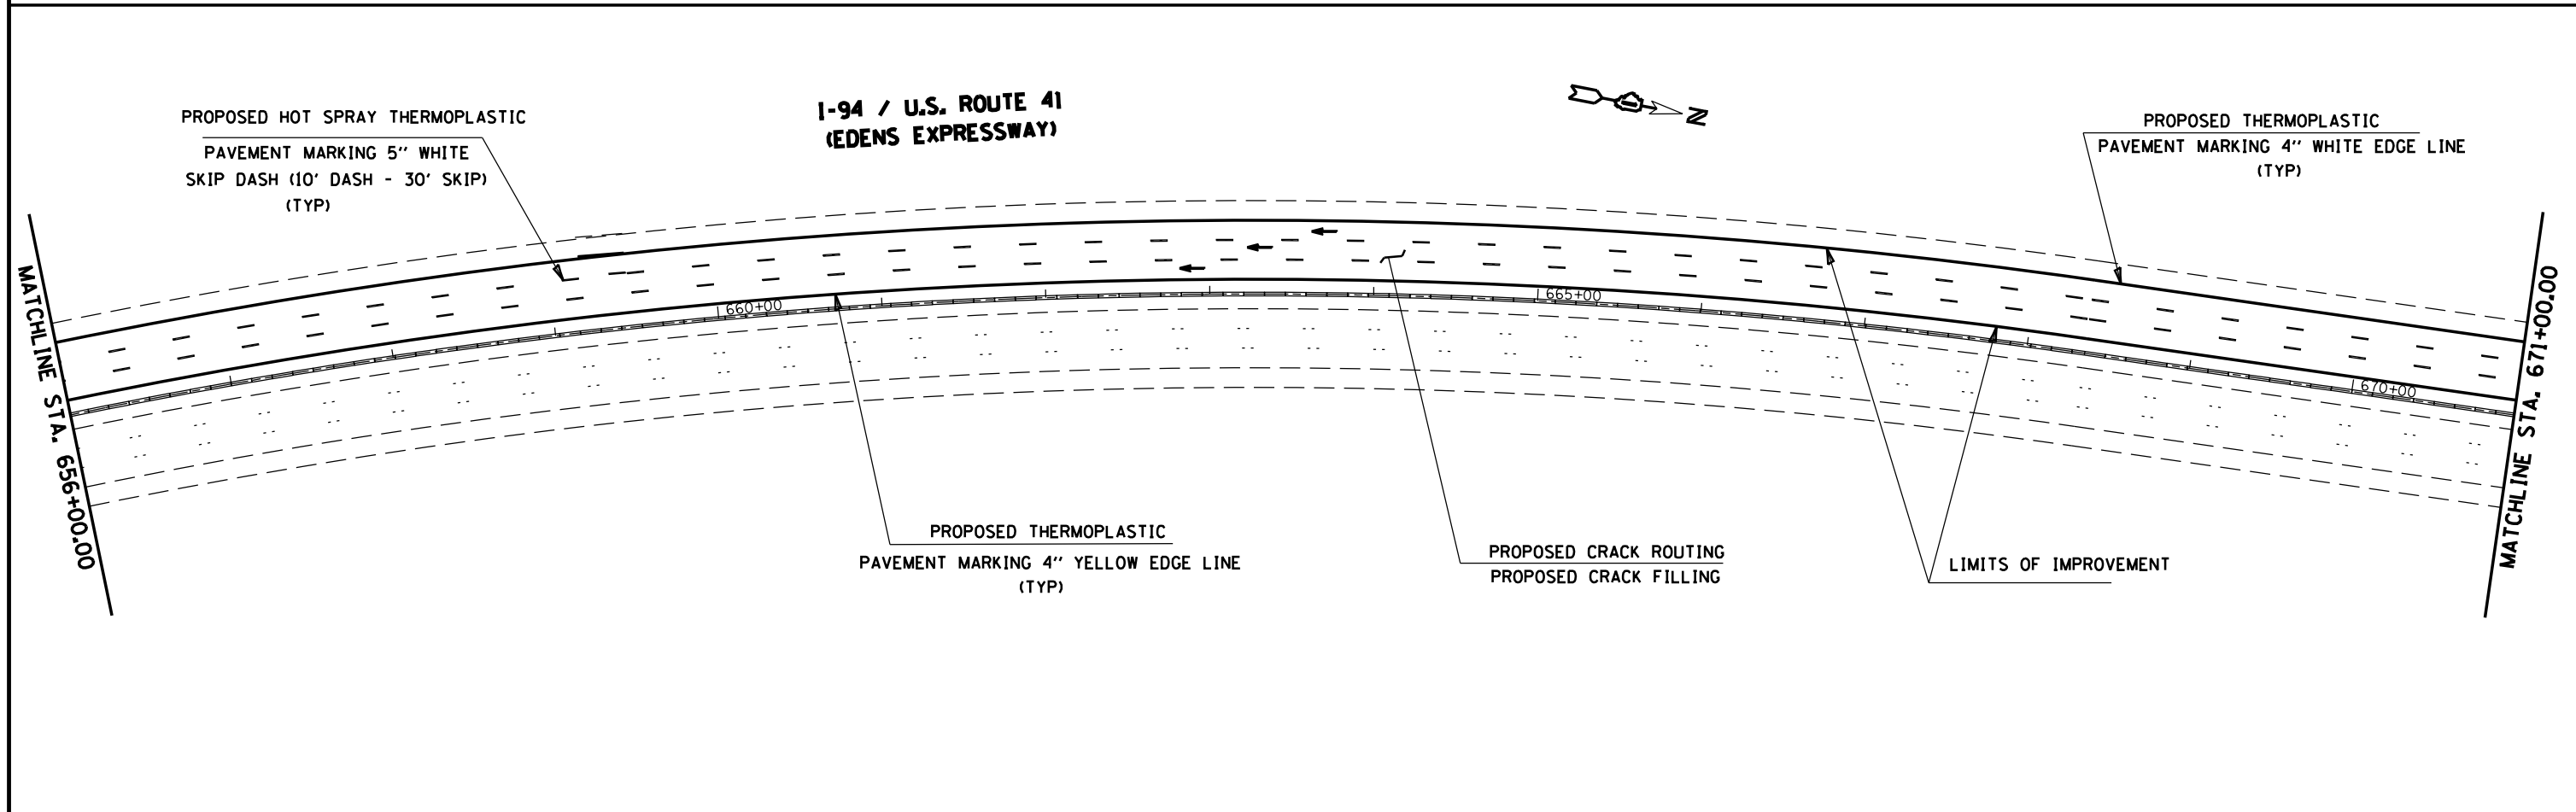 I-94 / U.S. ROUTE 41
(EDENS EXPRESSWAY)
N
PROPOSED HOT SPRAY THERMOPLASTIC
PAVEMENT MARKING 5" WHITE
SKIP DASH (10' DASH - 30' SKIP)
(TYP)
PROPOSED THERMOPLASTIC
PAVEMENT MARKING 4" WHITE EDGE LINE
(TYP)
MATCHLINE STA. 656+00.00
660+00
665+00
670+00
MATCHLINE STA. 671+00.00
PROPOSED THERMOPLASTIC
PAVEMENT MARKING 4" YELLOW EDGE LINE
(TYP)
PROPOSED CRACK ROUTING
PROPOSED CRACK FILLING
LIMITS OF IMPROVEMENT